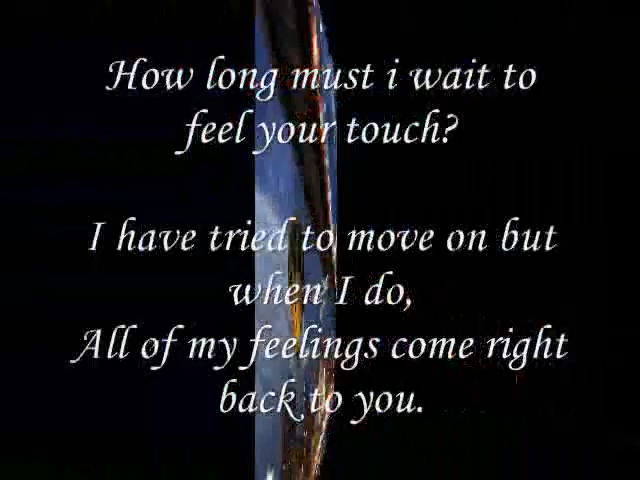 How long must i wait to
feel your touch?
I have tried to move on but
when I do,
All of my feelings come right
back to you.